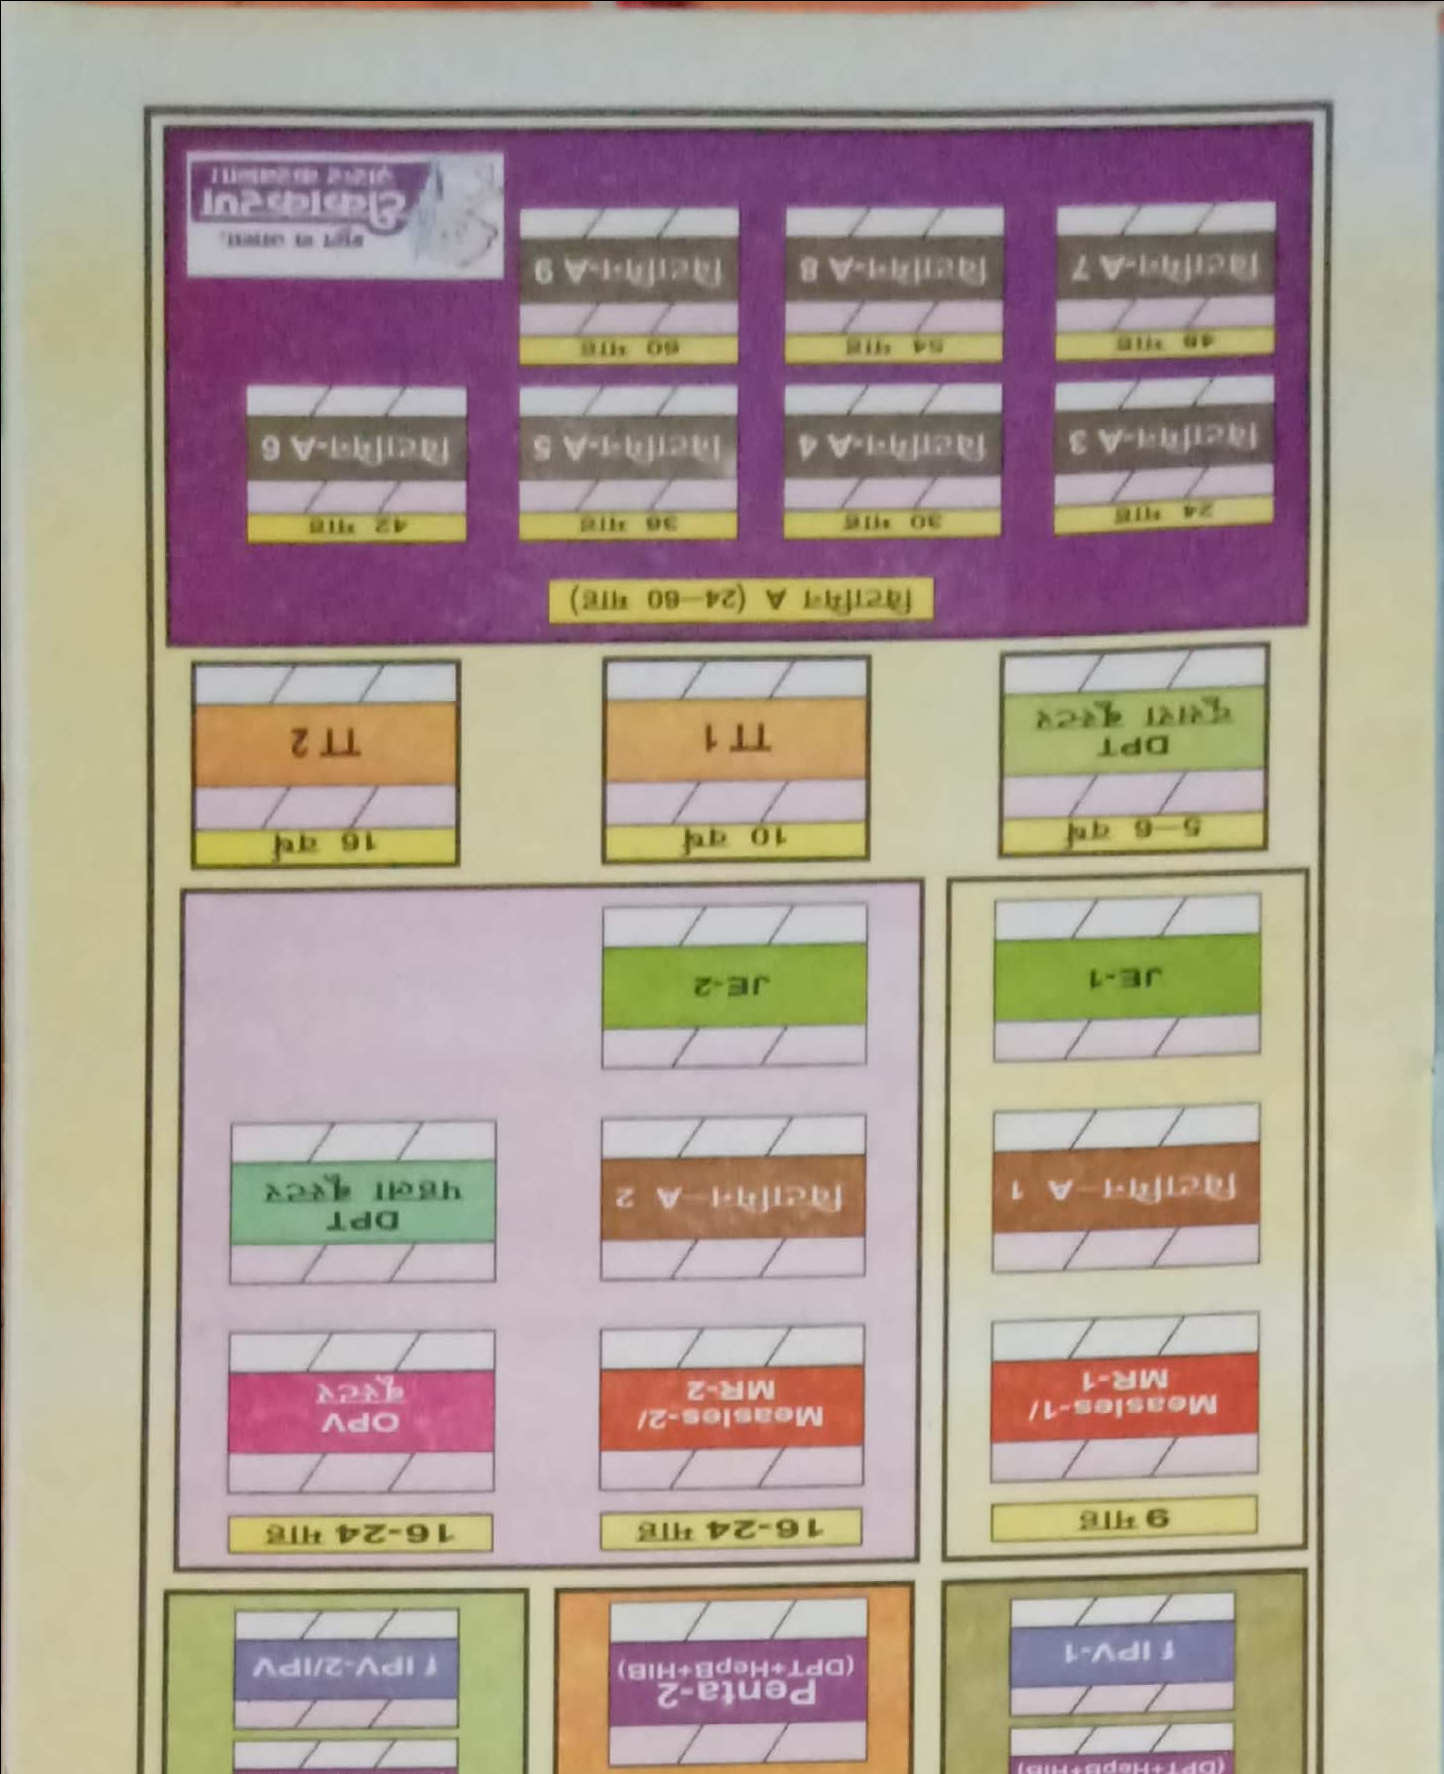 (DPT+HepB+HIB)
f IPV-1
Penta-2
(DPT+HepB+HIB)
f IPV-2/IPV
9 माह
Measles-1/
MR-1
विटामिन–A 1
JE-1
16-24 माह
Measles-2/
MR-2
विटामिन–A 2
JE-2
16-24 माह
OPV
बूस्टर
DPT
पहला बूस्टर
5–6 वर्ष
DPT
दूसरा बूस्टर
10 वर्ष
TT 1
16 वर्ष
TT 2
विटामिन A (24–60 माह)
24 माह
विटामिन-A 3
30 माह
विटामिन-A 4
36 माह
विटामिन-A 5
42 माह
विटामिन-A 6
48 माह
विटामिन-A 7
54 माह
विटामिन-A 8
60 माह
विटामिन-A 9
भूल ना जाना,
टीकाकरण
ज़रूर करवाना!